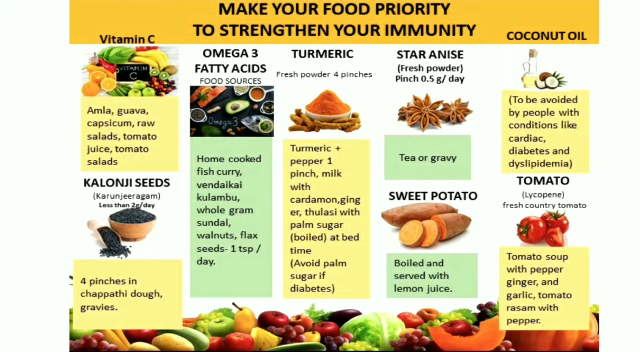 MAKE YOUR FOOD PRIORITY
TO STRENGTHEN YOUR IMMUNITY
Vitamin C
VITAMIN
C
Amla, guava,
capsicum, raw
salads, tomato
juice, tomato
salads
KALONJI SEEDS
(Karunjeeragam)
Less than 2g/day
4 pinches in
chappathi dough,
gravies.
OMEGA 3
FATTY ACIDS
FOOD SOURCES
Omega 3
Home cooked
fish curry,
vendaikai
kulambu,
whole gram
sundal,
walnuts, flax
seeds- 1 tsp /
day.
TURMERIC
Fresh powder 4 pinches
Turmeric +
pepper 1
pinch, milk
with
cardamon,ging
er, thulasi with
palm sugar
(boiled) at bed
time
(Avoid palm
sugar if
diabetes)
STAR ANISE
(Fresh powder)
Pinch 0.5 g/ day
Tea or gravy
SWEET POTATO
Boiled and
served with
lemon juice.
COCONUT OIL
(To be avoided
by people with
conditions like
cardiac,
diabetes and
dyslipidemia)
TOMATO
(Lycopene)
fresh country tomato
Tomato soup
with pepper
ginger, and
garlic, tomato
rasam with
pepper.